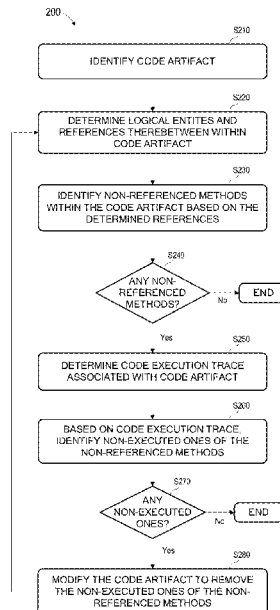 200
S210
IDENTIFY CODE ARTIFACT
S220
DETERMINE LOGICAL ENTITES AND
REFERENCES THEREBETWEEN WITHIN
CODE ARTIFACT
S230
IDENTIFY NON-REFERENCED METHODS
WITHIN THE CODE ARTIFACT BASED ON THE
DETERMINED REFERENCES
S240
ANY NON-
REFERENCED
METHODS?
No
END
Yes
S250
DETERMINE CODE EXECUTION TRACE
ASSOCIATED WITH CODE ARTIFACT
S260
BASED ON CODE EXECUTION TRACE,
IDENTIFY NON-EXECUTED ONES OF THE
NON-REFERENCED METHODS
S270
ANY
NON-EXECUTED
ONES?
No
END
Yes
S280
MODIFY THE CODE ARTIFACT TO REMOVE
THE NON-EXECUTED ONES OF THE NON-
REFERENCED METHODS